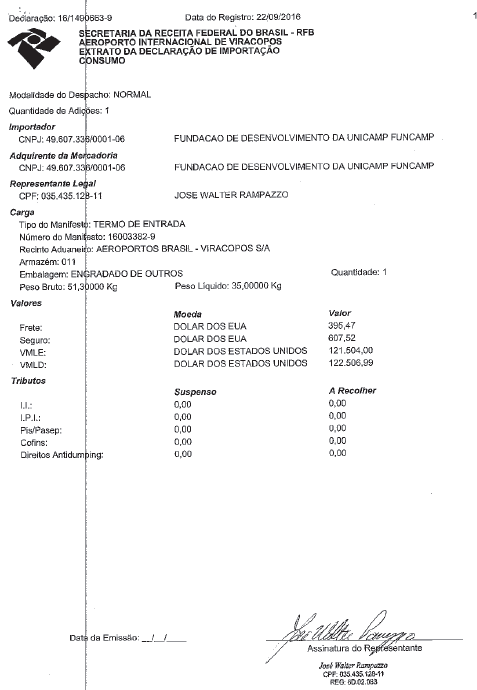 Declaração: 16/1490663-9 Data do Registro: 22/09/2016 1
SECRETARIA DA RECEITA FEDERAL DO BRASIL - RFB
AEROPORTO INTERNACIONAL DE VIRACOPOS
EXTRATO DA DECLARAÇÃO DE IMPORTAÇÃO
CONSUMO
Modalidade do Despacho: NORMAL
Quantidade de Adições: 1
Importador
CNPJ: 49.607.336/0001-06 FUNDACAO DE DESENVOLVIMENTO DA UNICAMP FUNCAMP
Adquirente da Mercadoria
CNPJ: 49.607.336/0001-06 FUNDACAO DE DESENVOLVIMENTO DA UNICAMP FUNCAMP
Representante Legal
CPF: 035.435.128-11 JOSE WALTER RAMPAZZO
Carga
Tipo do Manifesto: TERMO DE ENTRADA
Número do Manifesto: 16003382-9
Recinto Aduaneiro: AEROPORTOS BRASIL - VIRACOPOS S/A
Armazém: 011
Embalagem: ENGRADADO DE OUTROS Quantidade: 1
Peso Bruto: 51,30000 Kg Peso Líquido: 35,00000 Kg
Valores
Moeda Valor
Frete: DOLAR DOS EUA 395,47
Seguro: DOLAR DOS EUA 607,52
VMLE: DOLAR DOS ESTADOS UNIDOS 121.504,00
VMLD: DOLAR DOS ESTADOS UNIDOS 122.506,99
Tributos
Suspenso A Recolher
I.I.: 0,00 0,00
I.P.I.: 0,00 0,00
Pis/Pasep: 0,00 0,00
Cofins: 0,00 0,00
Direitos Antidumping: 0,00 0,00
Data da Emissão: __/__/____
Assinatura do Representante
José Walter Rampazzo
CPF: 035.435.128-11
REG: 8D.02.083